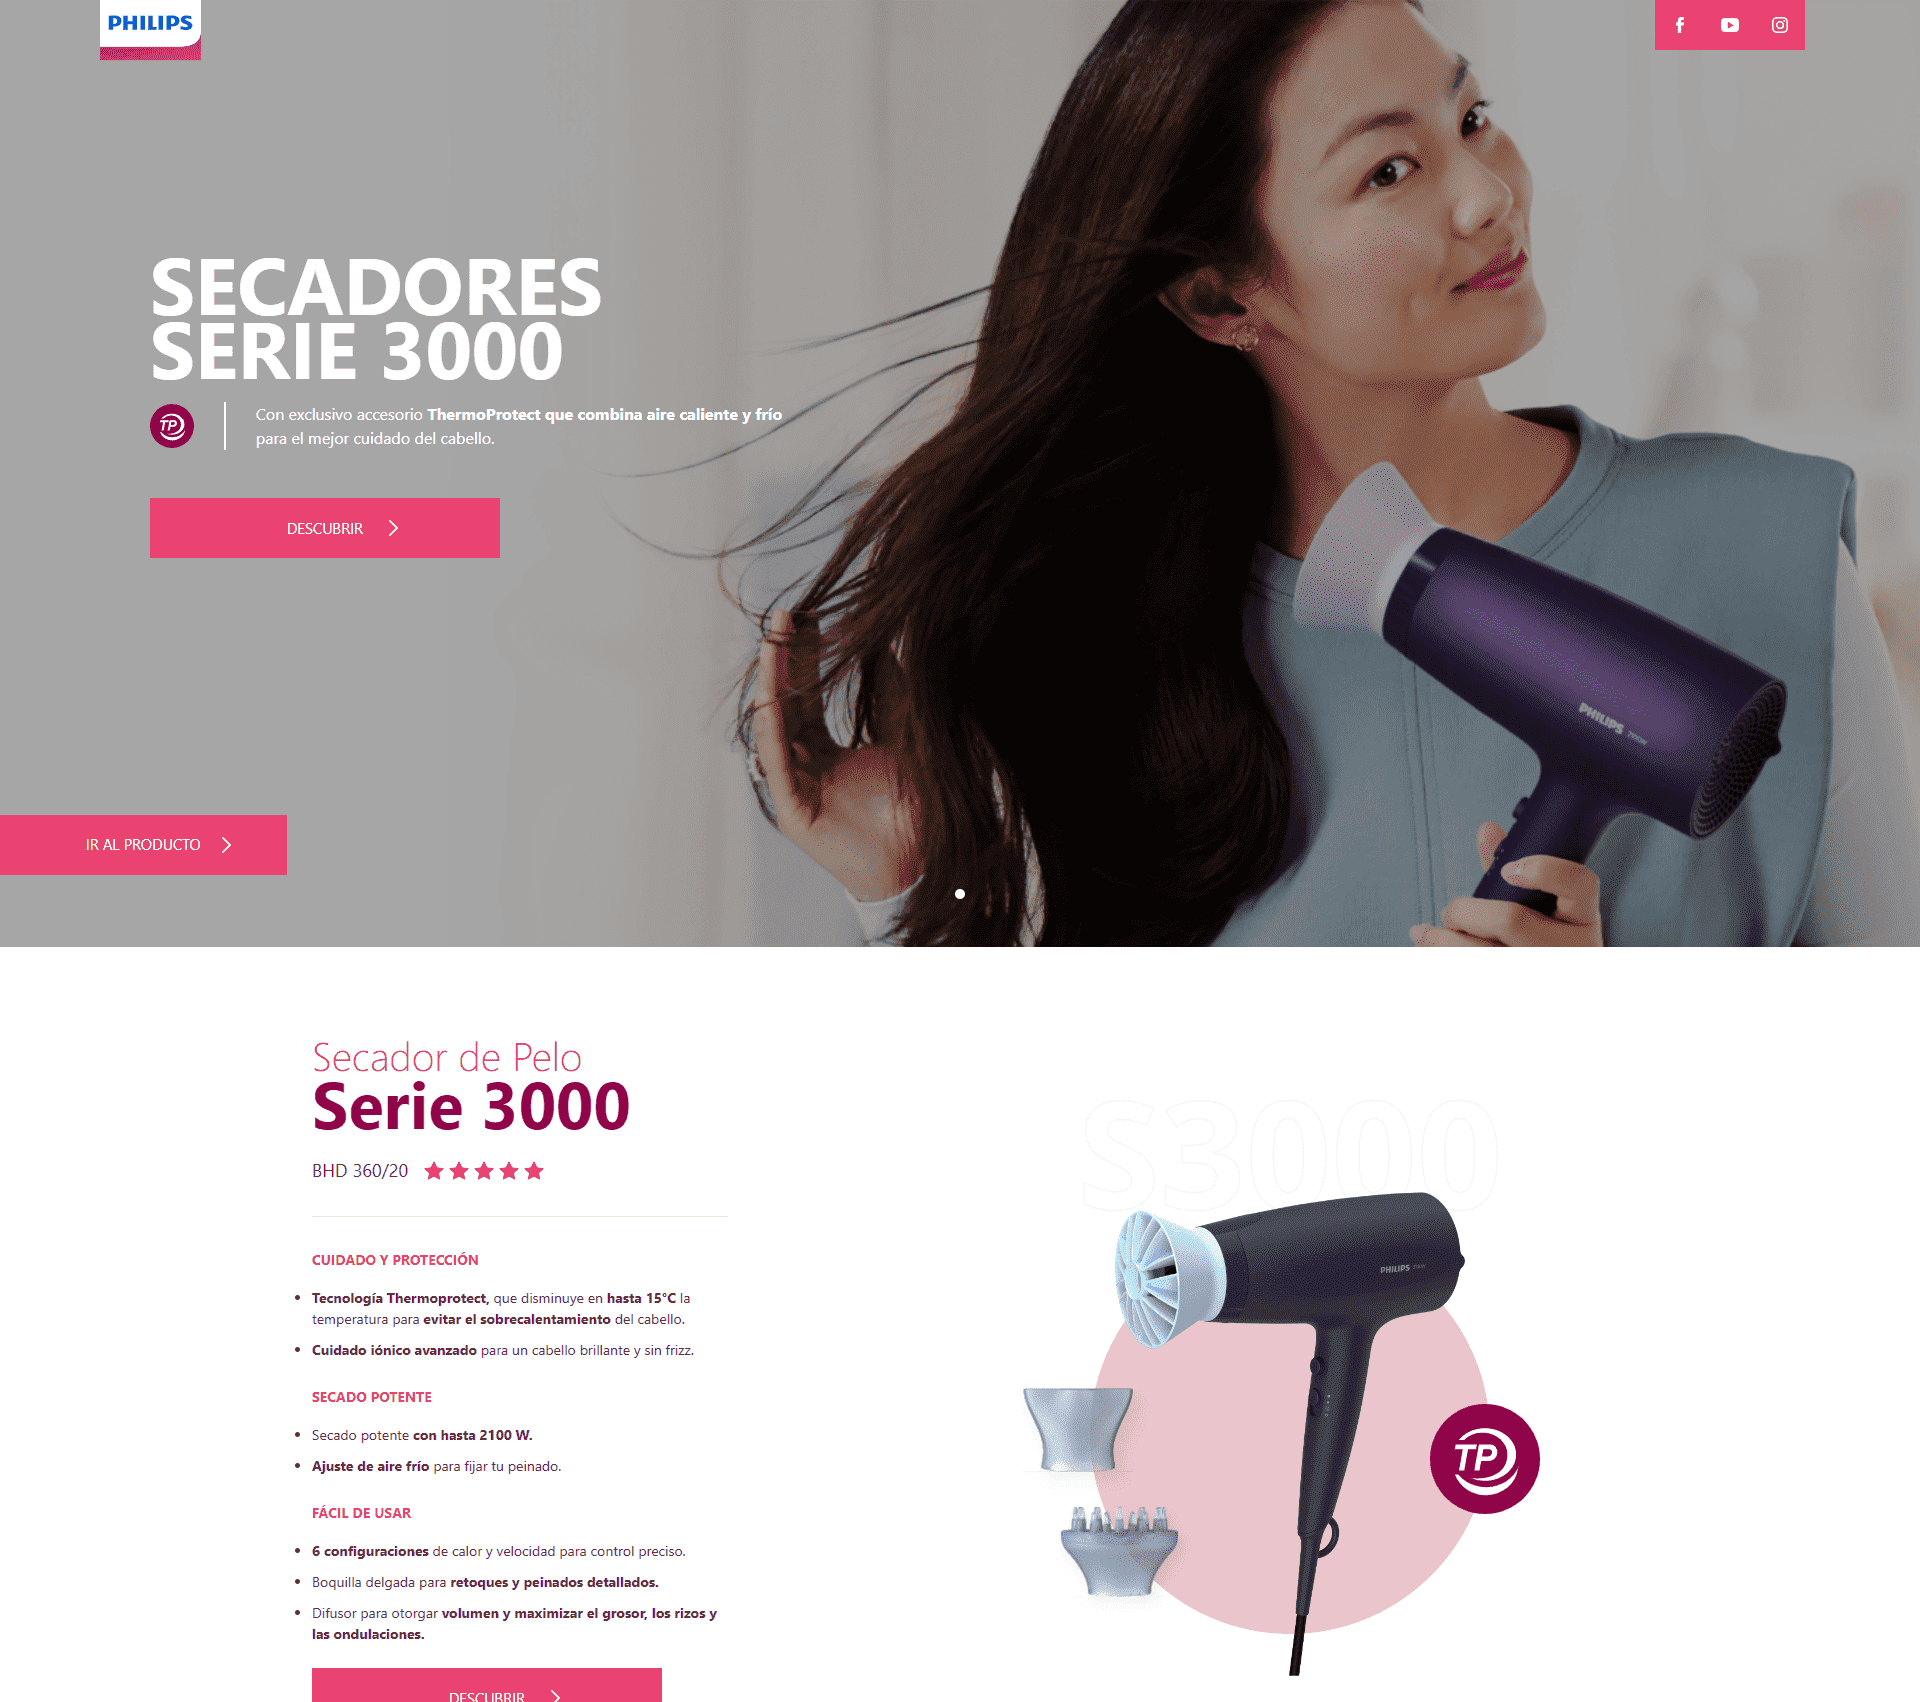 PHILIPS
SECADORES
SERIE 3000
TP
Con exclusivo accesorio ThermoProtect que combina aire caliente y frío
para el mejor cuidado del cabello.
DESCUBRIR
PHILIPS
IR AL PRODUCTO
Secador de Pelo
Serie 3000
BHD 360/20
S3000
CUIDADO Y PROTECCIÓN
Tecnología Thermoprotect, que disminuye en hasta 15°C la
temperatura para evitar el sobrecalentamiento del cabello.
Cuidado iónico avanzado para un cabello brillante y sin frizz.
PHILIPS
SECADO POTENTE
Secado potente con hasta 2100 W.
Ajuste de aire frío para fijar tu peinado.
TP
FÁCIL DE USAR
6 configuraciones de calor y velocidad para control preciso.
Boquilla delgada para retoques y peinados detallados.
Difusor para otorgar volumen y maximizar el grosor, los rizos y
las ondulaciones.
DESCUBRIR